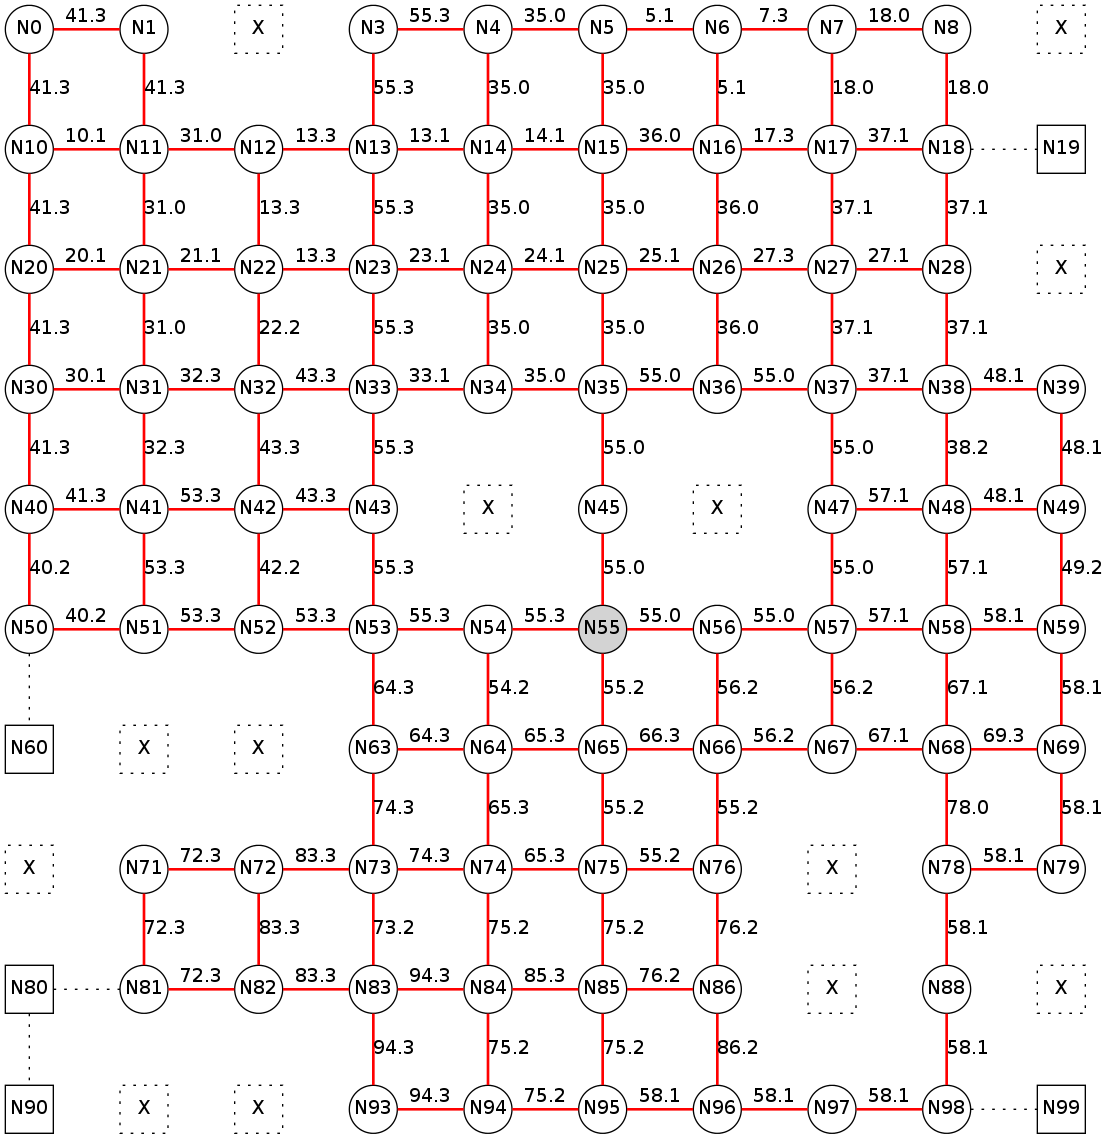 N0 41.3 N1 X N3 55.3 N4 35.0 N5 5.1 N6 7.3 N7 18.0 N8 X
41.3 41.3 55.3 35.0 35.0 5.1 18.0 18.0
N10 10.1 N11 31.0 N12 13.3 N13 13.1 N14 14.1 N15 36.0 N16 17.3 N17 37.1 N18 N19
41.3 31.0 13.3 55.3 35.0 35.0 36.0 37.1 37.1
N20 20.1 N21 21.1 N22 13.3 N23 23.1 N24 24.1 N25 25.1 N26 27.3 N27 27.1 N28 X
41.3 31.0 22.2 55.3 35.0 35.0 36.0 37.1 37.1
N30 30.1 N31 32.3 N32 43.3 N33 33.1 N34 35.0 N35 55.0 N36 55.0 N37 37.1 N38 48.1 N39
41.3 32.3 43.3 55.3 55.0 55.0 38.2 48.1
N40 41.3 N41 53.3 N42 43.3 N43 X N45 X N47 57.1 N48 48.1 N49
40.2 53.3 42.2 55.3 55.0 55.0 57.1 49.2
N50 40.2 N51 53.3 N52 53.3 N53 55.3 N54 55.3 N55 55.0 N56 55.0 N57 57.1 N58 58.1 N59
64.3 54.2 55.2 56.2 56.2 67.1 58.1
N60 X X N63 64.3 N64 65.3 N65 66.3 N66 56.2 N67 67.1 N68 69.3 N69
74.3 65.3 55.2 55.2 78.0 58.1
X N71 72.3 N72 83.3 N73 74.3 N74 65.3 N75 55.2 N76 X N78 58.1 N79
72.3 83.3 73.2 75.2 75.2 76.2 58.1
N80 N81 72.3 N82 83.3 N83 94.3 N84 85.3 N85 76.2 N86 X N88 X
94.3 75.2 75.2 86.2 58.1
N90 X X N93 94.3 N94 75.2 N95 58.1 N96 58.1 N97 58.1 N98 N99